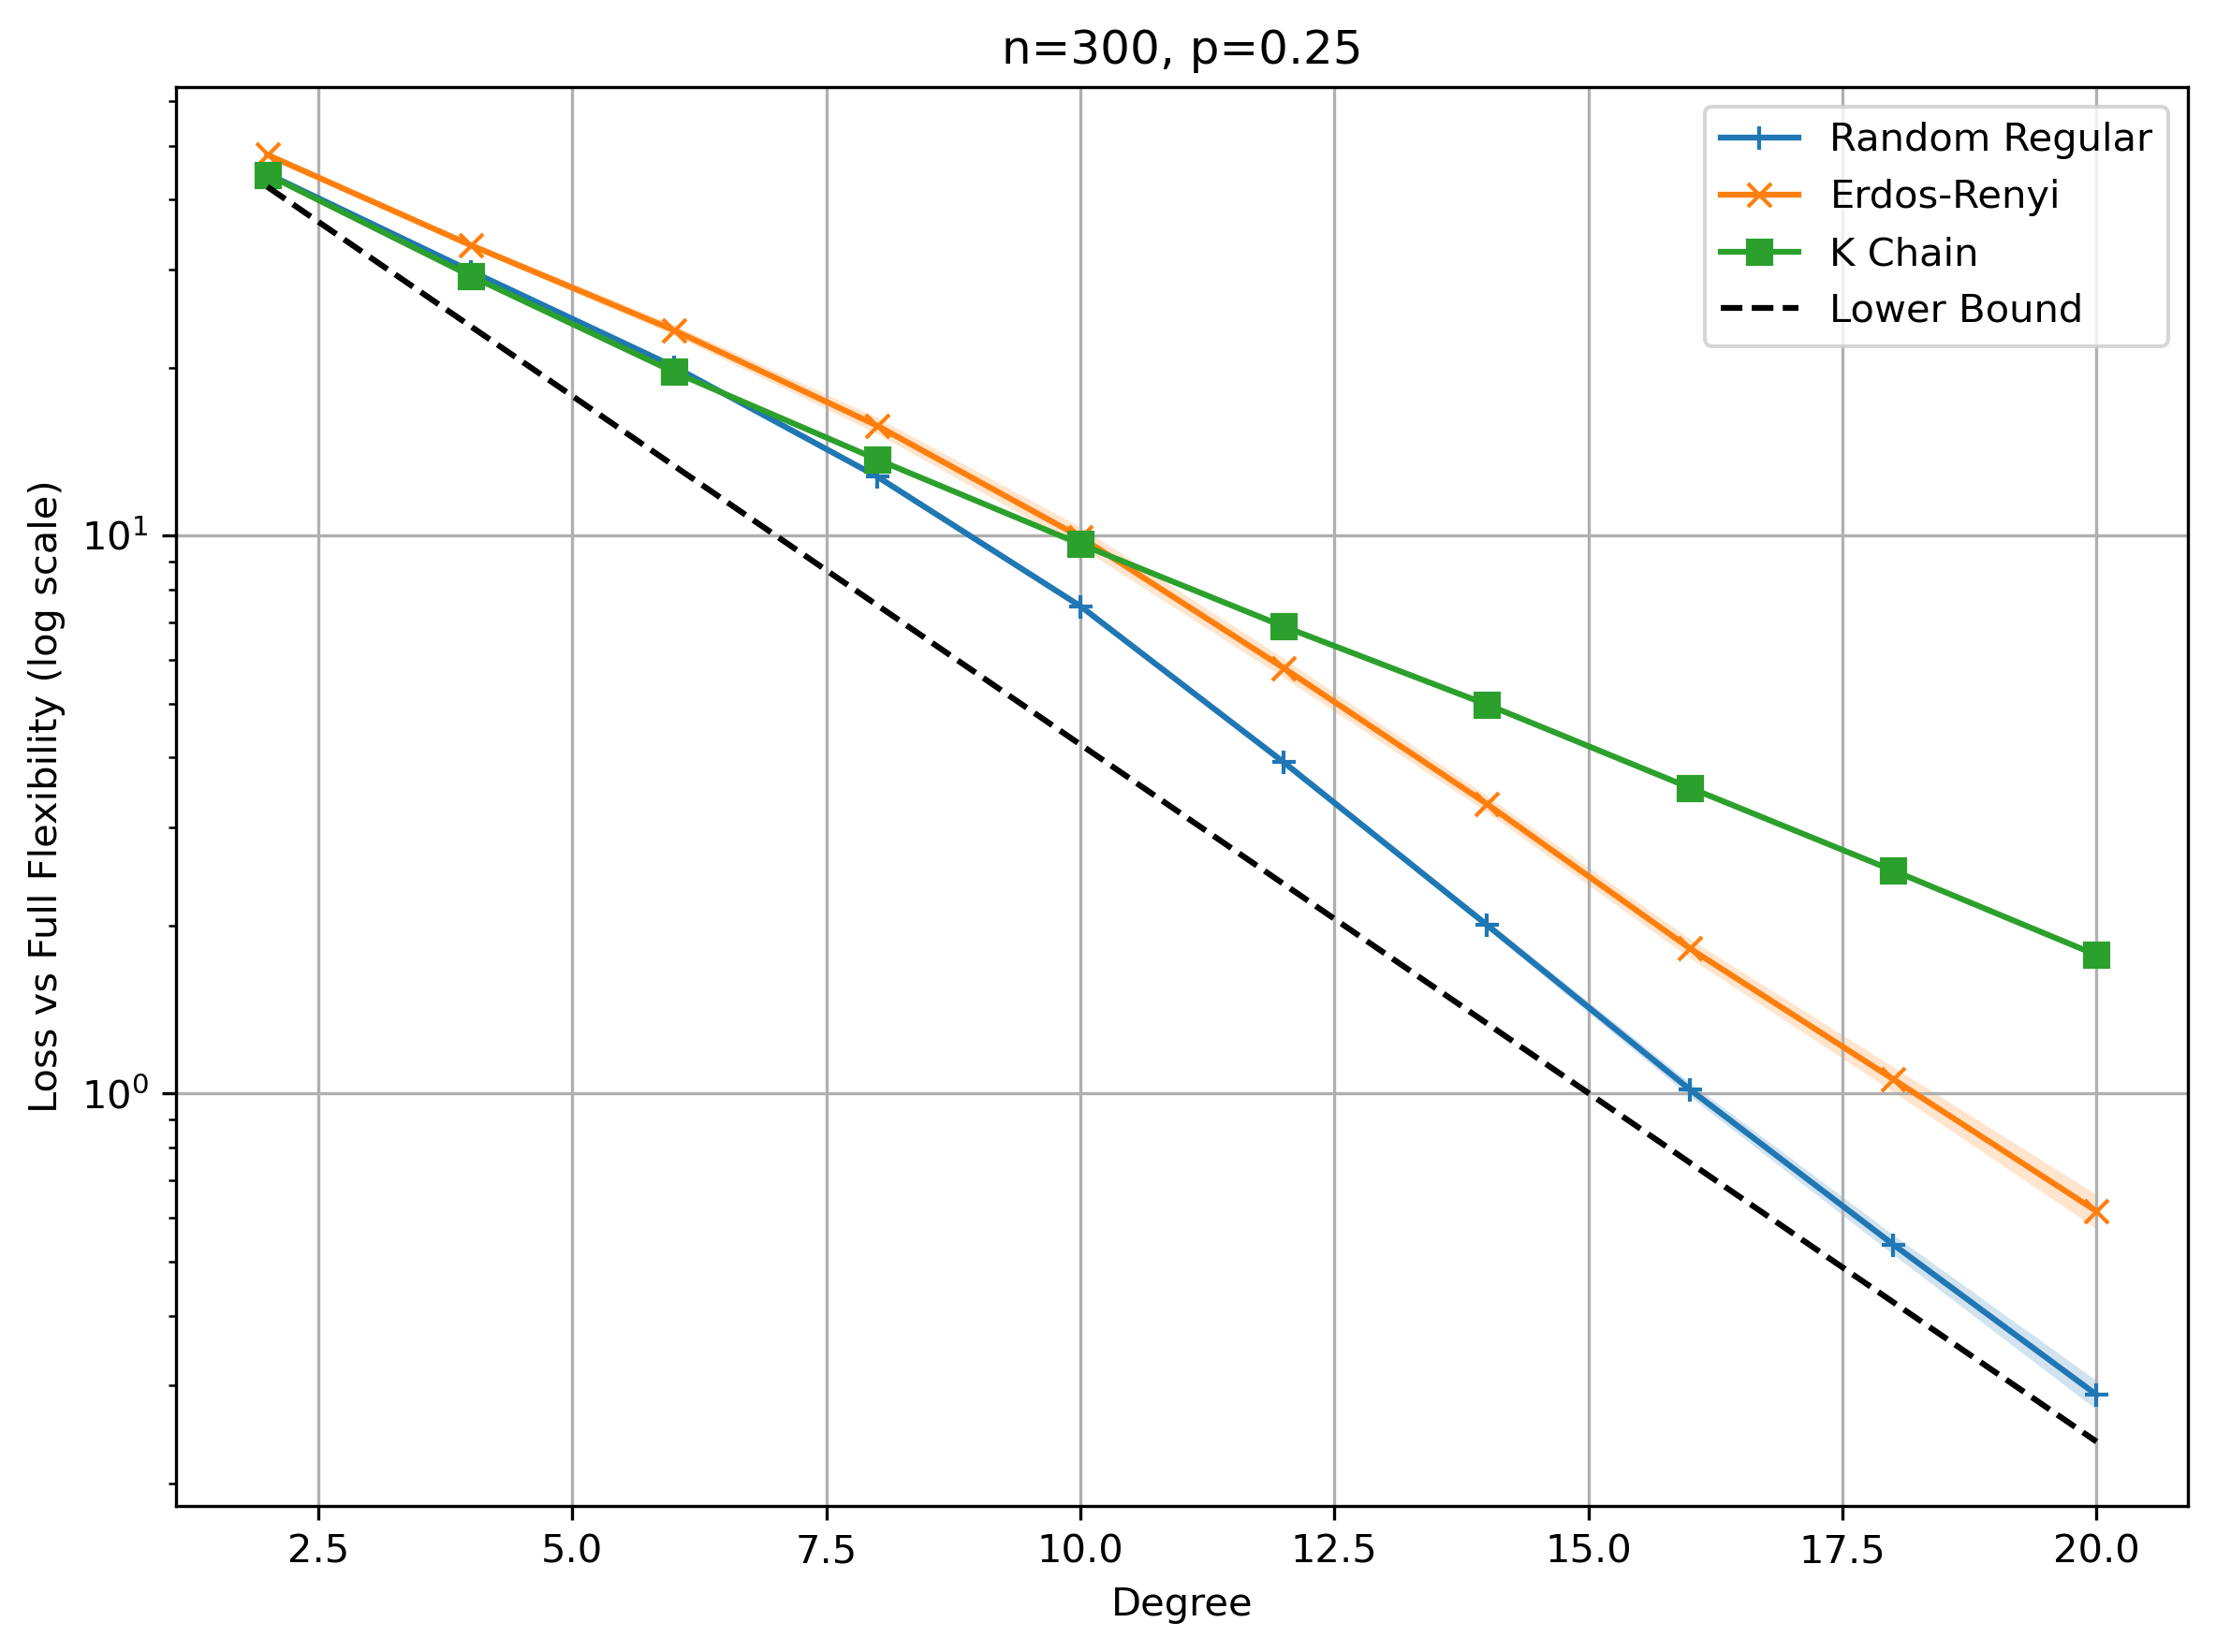 n=300, p=0.25
Loss vs Full Flexibility (log scale)
10¹
10⁰
Random Regular
Erdos-Renyi
K Chain
Lower Bound
2.5 5.0 7.5 10.0 12.5 15.0 17.5 20.0
Degree